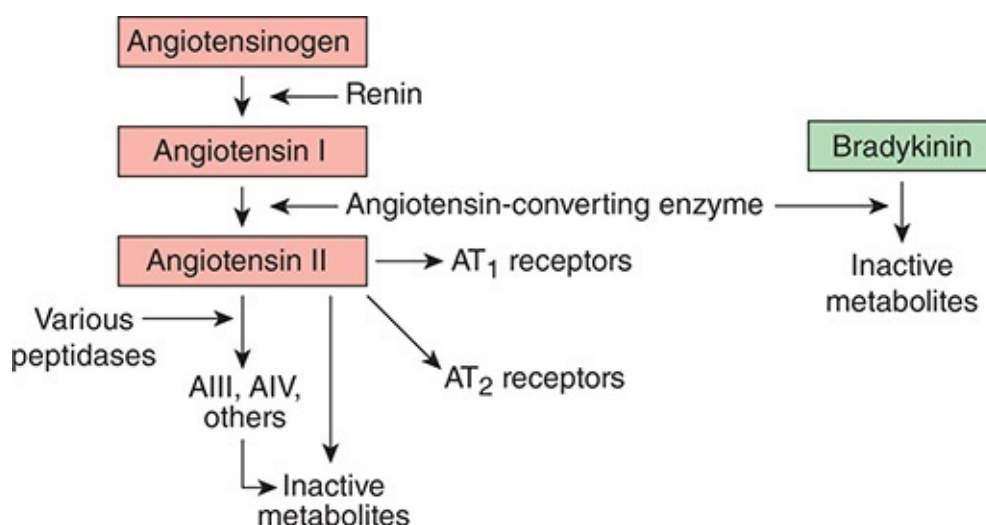 Angiotensinogen
Renin
Angiotensin I
Bradykinin
Angiotensin-converting enzyme
Angiotensin II
AT1 receptors
Inactive
metabolites
Various
peptidases
AT2 receptors
AIII, AIV,
others
Inactive
metabolites